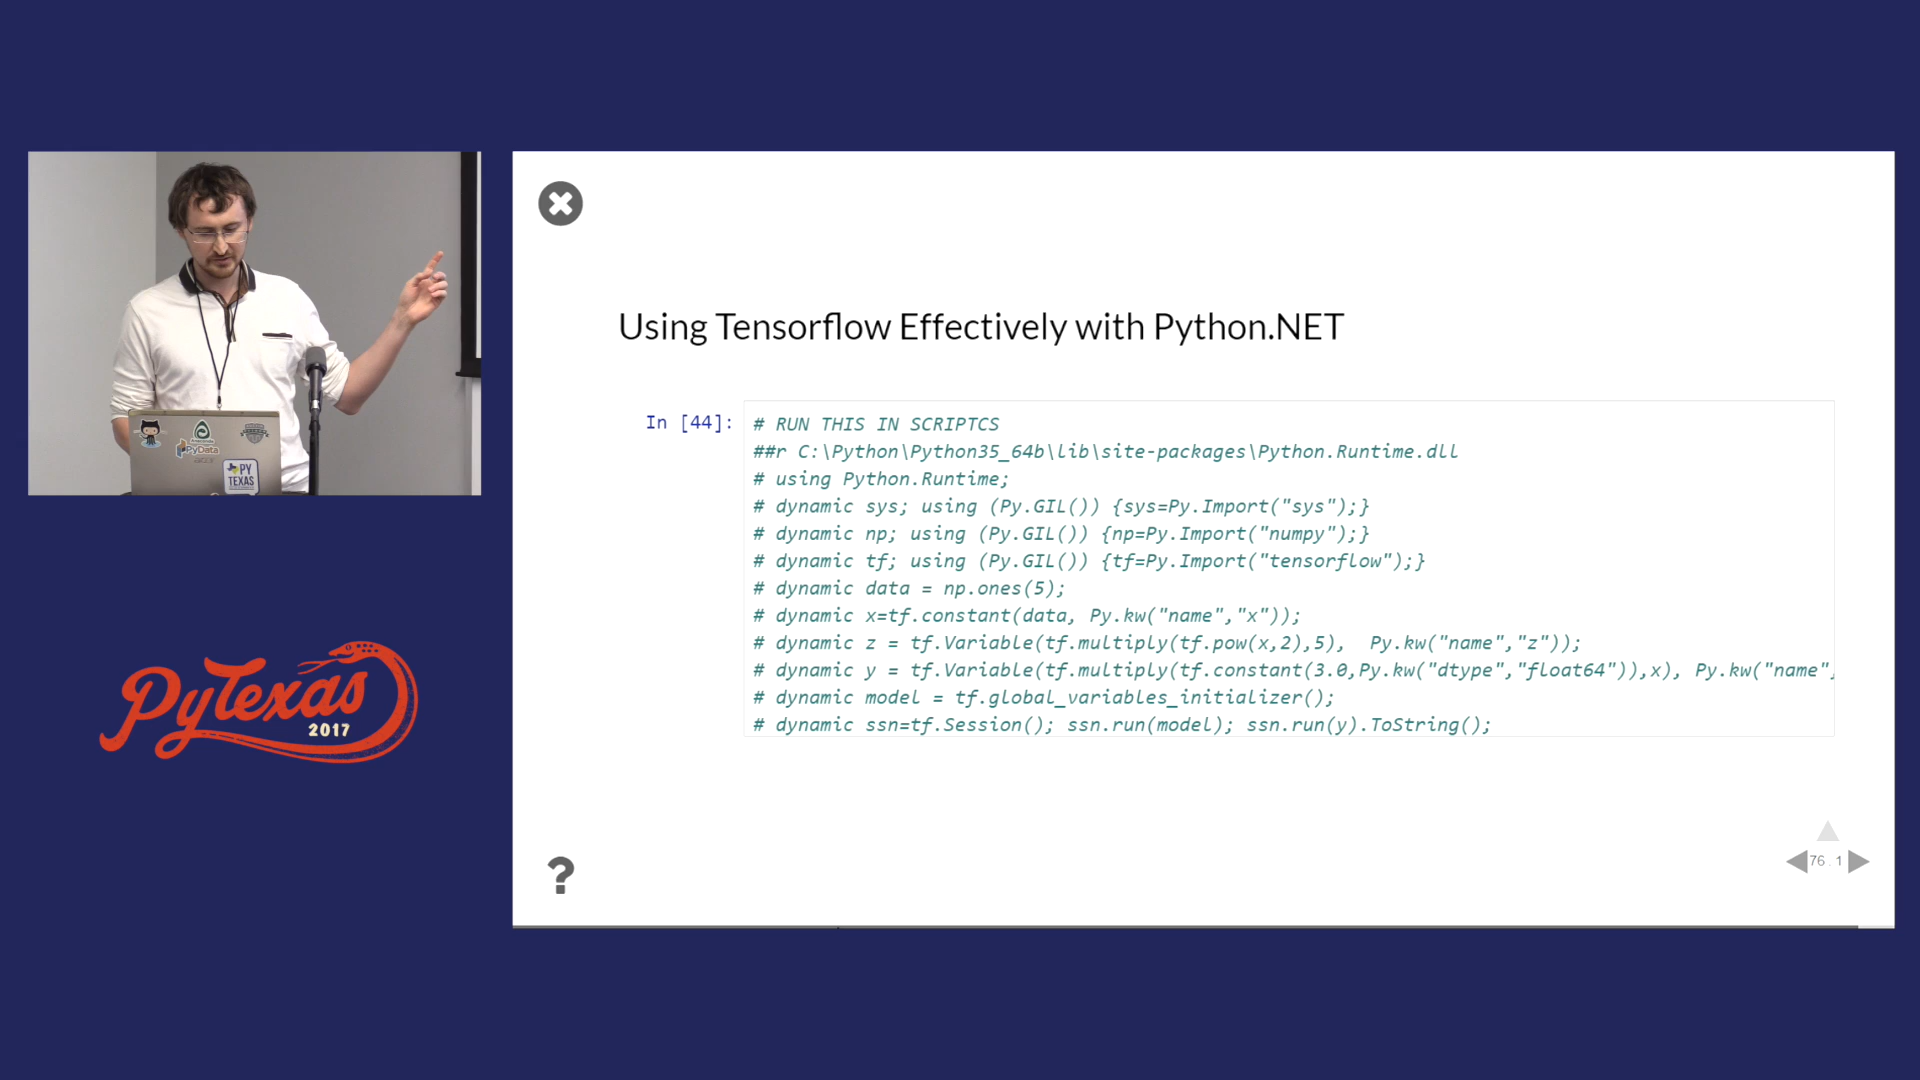 Using Tensorflow Effectively with Python.NET
In [44]:
# RUN THIS IN SCRIPTCS
##r C:\Python\Python35_64b\lib\site-packages\Python.Runtime.dll
# using Python.Runtime;
# dynamic sys; using (Py.GIL()) {sys=Py.Import("sys");}
# dynamic np; using (Py.GIL()) {np=Py.Import("numpy");}
# dynamic tf; using (Py.GIL()) {tf=Py.Import("tensorflow");}
# dynamic data = np.ones(5);
# dynamic x=tf.constant(data, Py.kw("name","x"));
# dynamic z = tf.Variable(tf.multiply(tf.pow(x,2),5),  Py.kw("name","z"));
# dynamic y = tf.Variable(tf.multiply(tf.constant(3.0,Py.kw("dtype","float64")),x), Py.kw("name",
# dynamic model = tf.global_variables_initializer();
# dynamic ssn=tf.Session(); ssn.run(model); ssn.run(y).ToString();
?
76.1
PyData
PY
TEXAS
PyTexas
2017